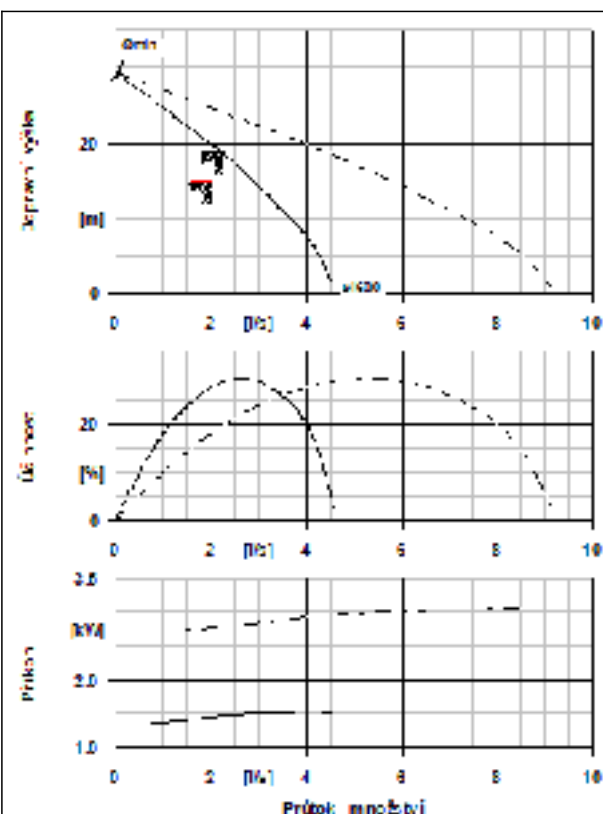 Qmin
Dopravní výška
20
[m]
0
0 2 [l/s] 4 6 8 10
Účinnost
20
[%]
0
0 2 [l/s] 4 6 8 10
Příkon
3.5
[kW]
2.0
1.0
0 2 [l/s] 4 6 8 10
Průtok množství